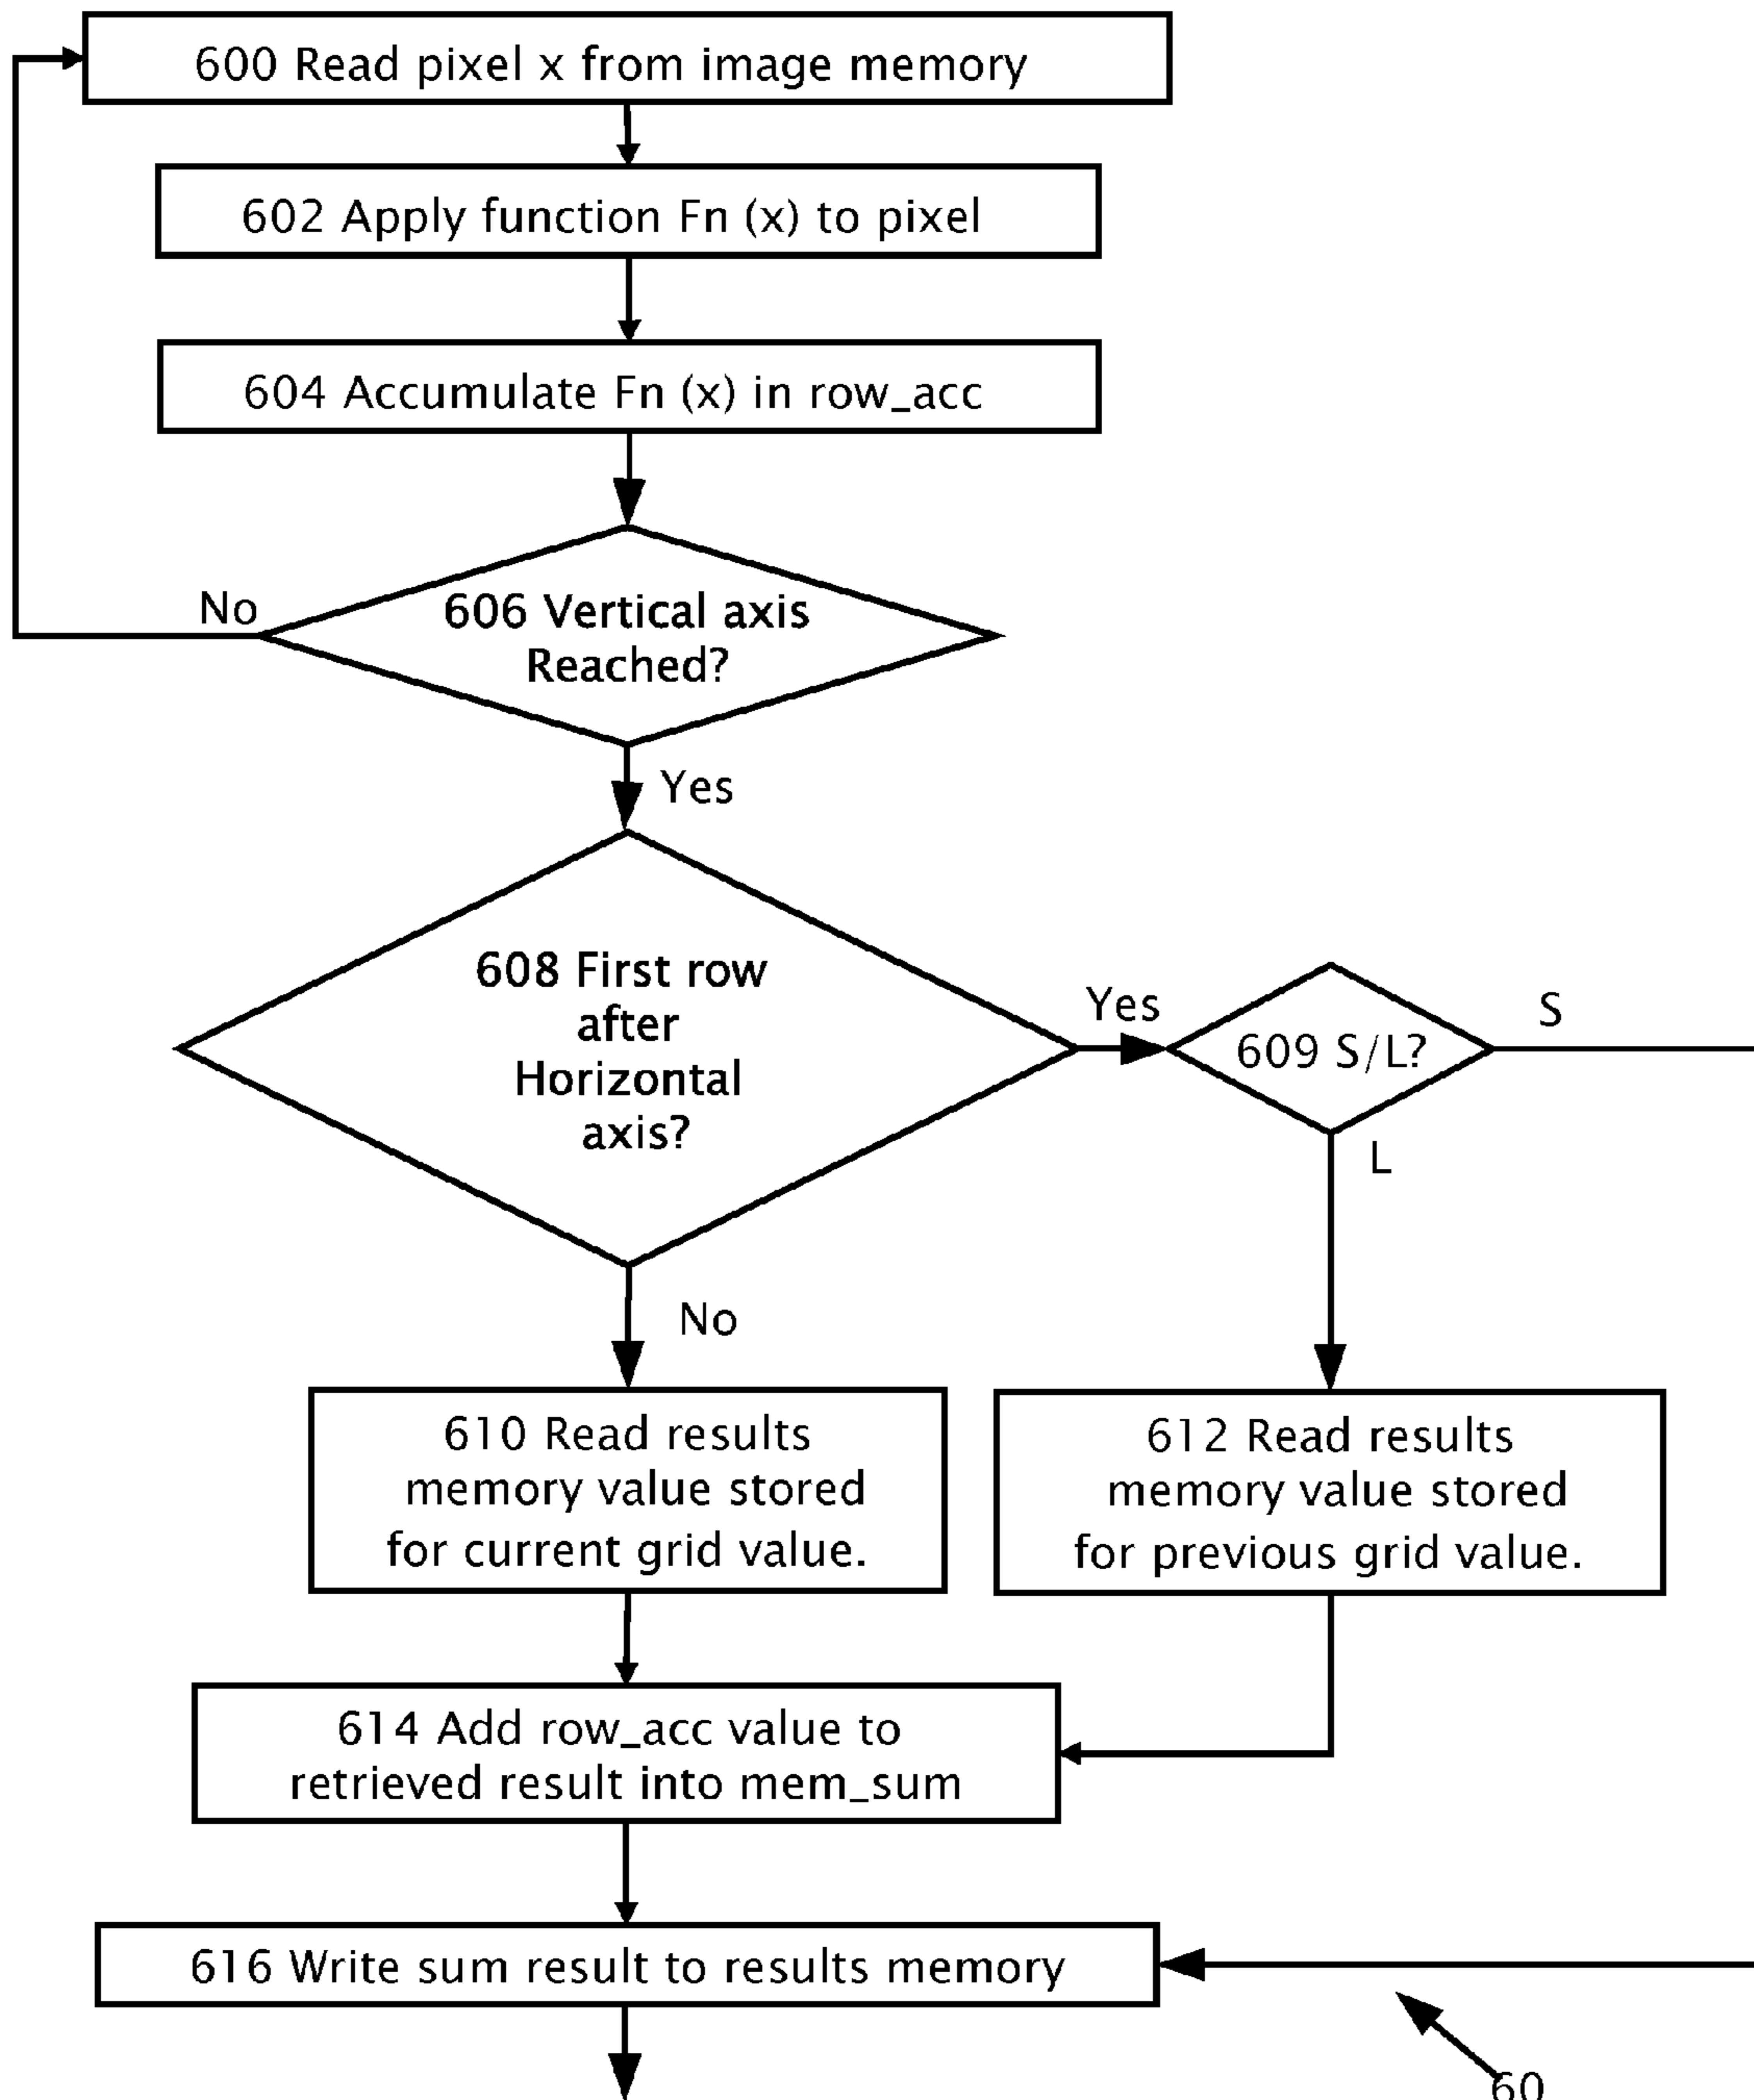 600 Read pixel x from image memory
602 Apply function Fn (x) to pixel
604 Accumulate Fn (x) in row_acc
No
606 Vertical axis
Reached?
Yes
608 First row
after
Horizontal
axis?
Yes
609 S/L?
S
L
No
610 Read results
memory value stored
for current grid value.
612 Read results
memory value stored
for previous grid value.
614 Add row_acc value to
retrieved result into mem_sum
616 Write sum result to results memory
60